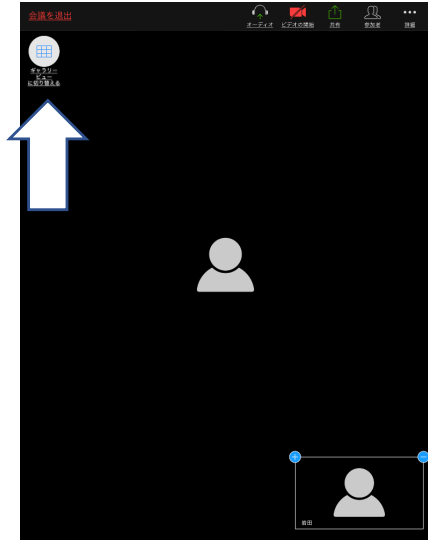 会議を退出
オーディオ
ビデオの開始
共有
参加者
詳細
ギャラリー
ビュー
に切り替える
岩田